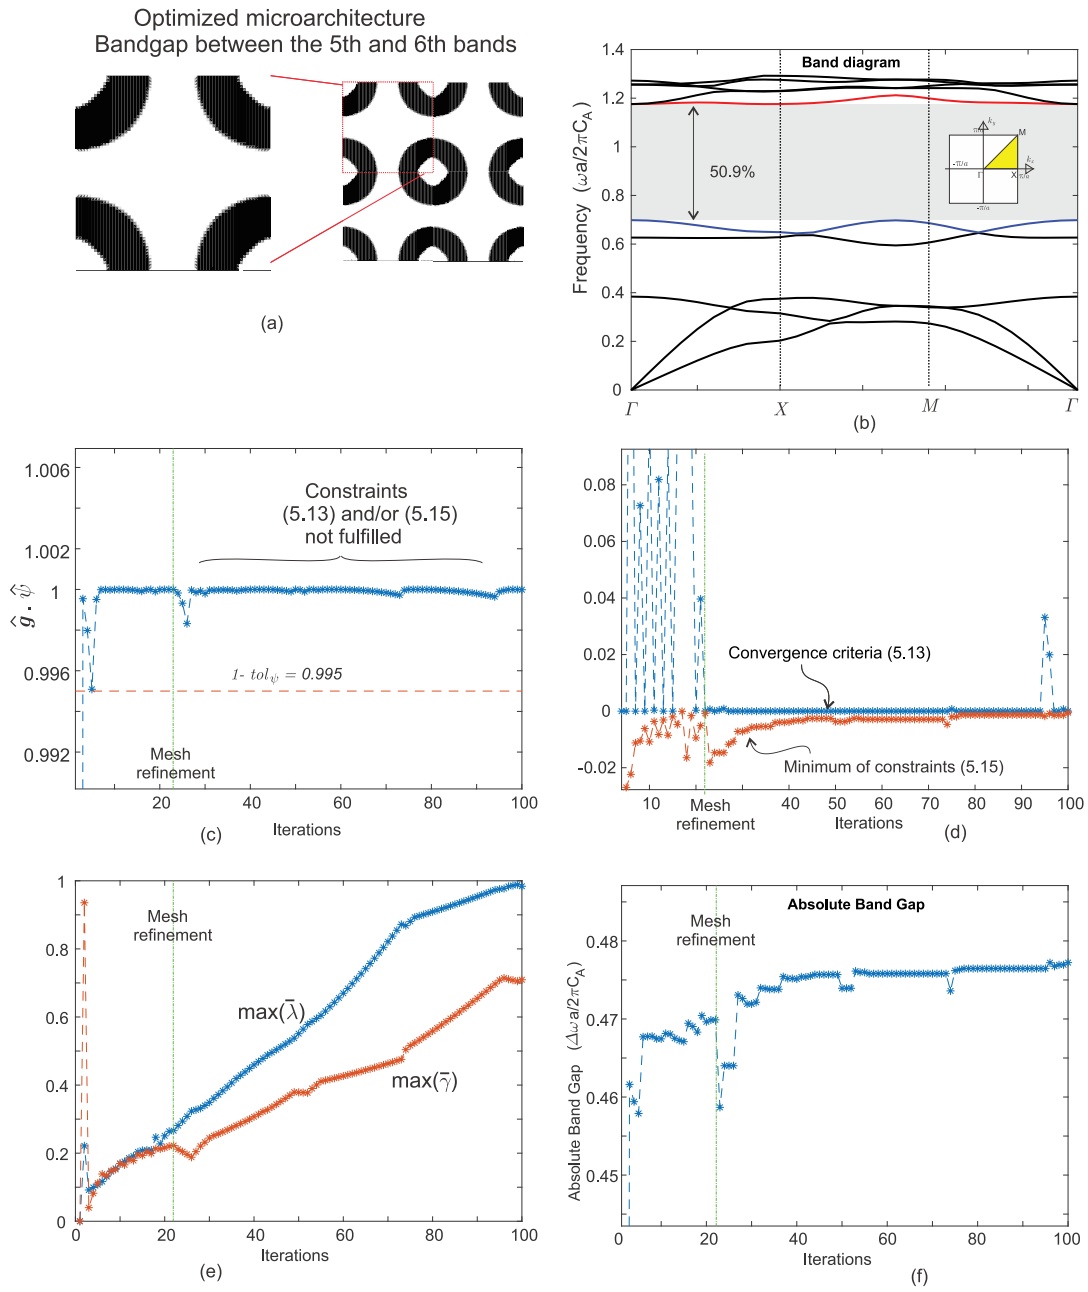 Optimized microarchitecture
Bandgap between the 5th and 6th bands
(a)
Band diagram
Frequency (ωa/2πC_A)
1.4
1.2
1.0
0.8
0.6
0.4
0.2
0
50.9%
π/a
k_y
M
-π/a
Γ
X
π/a
k_x
-π/a
Γ
X
M
Γ
(b)
1.006
1.002
1
0.996
0.992
ĝ . ψ̂
Constraints
(5.13) and/or (5.15)
not fulfilled
1- tol_ψ = 0.995
Mesh
refinement
0
20
40
60
80
100
Iterations
(c)
0.08
0.06
0.04
0.02
0
-0.02
Convergence criteria (5.13)
Minimum of constraints (5.15)
10
30
40
50
60
70
80
90
100
Mesh
refinement
Iterations
(d)
1
0.8
0.6
0.4
0.2
0
Mesh
refinement
max(λ̄)
max(γ̄)
0
20
40
60
80
100
Iterations
(e)
Absolute Band Gap
Absolute Band Gap (Δωa/2πC_A)
0.48
0.47
0.46
0.45
Mesh
refinement
0
20
40
60
80
100
Iterations
(f)